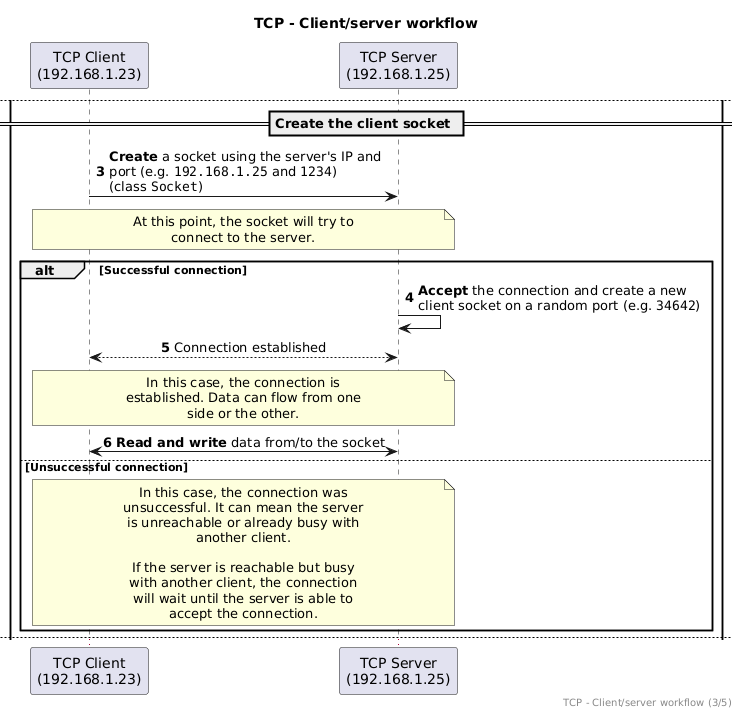 TCP - Client/server workflow
TCP Client
(192.168.1.23)
TCP Server
(192.168.1.25)
Create the client socket
3 Create a socket using the server's IP and
port (e.g. 192.168.1.25 and 1234)
(class Socket)
At this point, the socket will try to
connect to the server.
alt [Successful connection]
4 Accept the connection and create a new
client socket on a random port (e.g. 34642)
5 Connection established
In this case, the connection is
established. Data can flow from one
side or the other.
6 Read and write data from/to the socket
[Unsuccessful connection]
In this case, the connection was
unsuccessful. It can mean the server
is unreachable or already busy with
another client.
If the server is reachable but busy
with another client, the connection
will wait until the server is able to
accept the connection.
TCP Client
(192.168.1.23)
TCP Server
(192.168.1.25)
TCP - Client/server workflow (3/5)